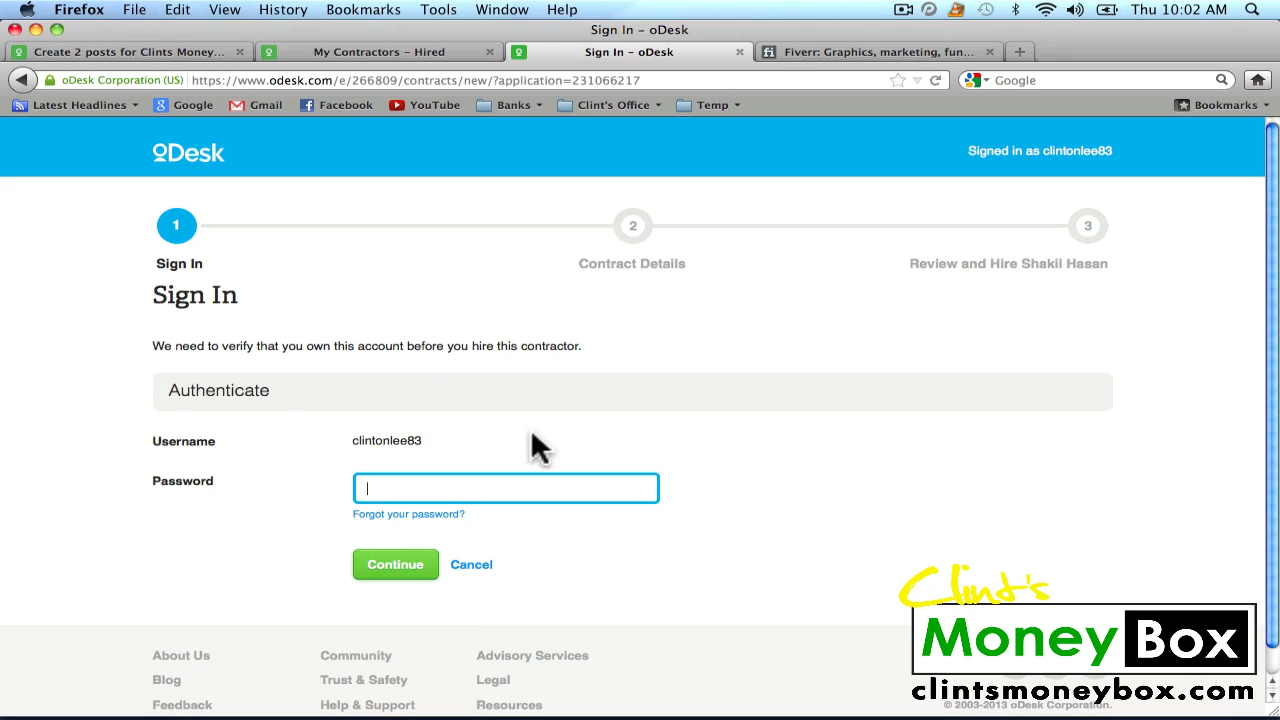 Firefox File Edit View History Bookmarks Tools Window Help Thu 10:02 AM
Sign In - oDesk
Create 2 posts for Clints Money... My Contractors - Hired Sign In - oDesk Fiverr: Graphics, marketing, fun...
oDesk Corporation (US) https://www.odesk.com/e/266809/contracts/new/?application=231066217 Google
Latest Headlines Google Gmail Facebook YouTube Banks Clint's Office Temp Bookmarks
oDesk Signed in as clintonlee83
1 2 3
Sign In Contract Details Review and Hire Shakil Hasan
Sign In
We need to verify that you own this account before you hire this contractor.
Authenticate
Username clintonlee83
Password
Forgot your password?
Continue Cancel
Clint's
Money Box
clintsmoneybox.com
About Us Community Advisory Services
Blog Trust & Safety Legal
Feedback Help & Support Resources © 2003-2013 oDesk Corporation.